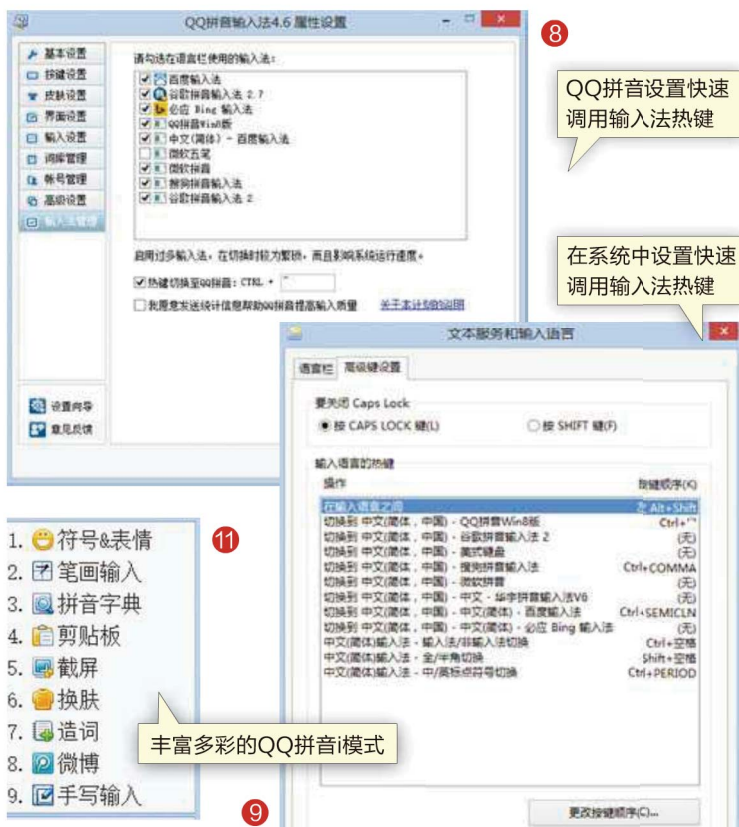 QQ拼音输入法4.6 属性设置
8
基本设置
按键设置
皮肤设置
界面设置
输入设置
词库管理
帐号管理
高级设置
输入法管理
设置向导
意见反馈
请勾选在语言栏使用的输入法:
百度输入法
谷歌拼音输入法 2.7
必应 Bing 输入法
QQ拼音Win8版
中文(简体) - 百度输入法
微软五笔
微软拼音
搜狗拼音输入法
谷歌拼音输入法 2
启用过多输入法，在切换时较为繁琐，而且影响系统运行速度。
热键切换至QQ拼音: CTRL + ~
我愿意发送统计信息帮助QQ拼音提高输入质量 关于本计划的说明
QQ拼音设置快速
调用输入法热键
在系统中设置快速
调用输入法热键
文本服务和输入语言
语言栏 高级键设置
要关闭 Caps Lock
按 CAPS LOCK 键(L) 按 SHIFT 键(F)
输入语言的热键
操作 按键顺序(K)
在输入语言之间 左 Alt+Shift
切换到 中文(简体，中国) - QQ拼音Win8版 Ctrl+'~'
切换到 中文(简体，中国) - 谷歌拼音输入法 2 (无)
切换到 中文(简体，中国) - 美式键盘 (无)
切换到 中文(简体，中国) - 搜狗拼音输入法 Ctrl+COMMA
切换到 中文(简体，中国) - 微软拼音 (无)
切换到 中文(简体，中国) - 中文 - 华宇拼音输入法V6 (无)
切换到 中文(简体，中国) - 中文(简体) - 百度输入法 Ctrl+SEMICLN
切换到 中文(简体，中国) - 中文(简体) - 必应 Bing 输入法 (无)
中文(简体)输入法 - 输入法/非输入法切换 Ctrl+空格
中文(简体)输入法 - 全/半角切换 Shift+空格
中文(简体)输入法 - 中/英标点符号切换 Ctrl+PERIOD
更改按键顺序(C)...
9
11
1. 符号&表情
2. 笔画输入
3. 拼音字典
4. 剪贴板
5. 截屏
6. 换肤
7. 造词
8. 微博
9. 手写输入
丰富多彩的QQ拼音i模式